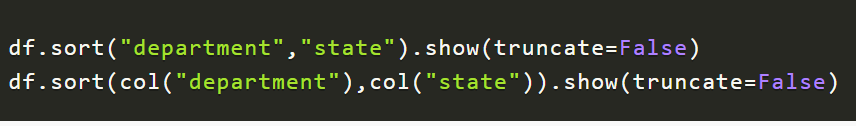 df.sort("department","state").show(truncate=False)
df.sort(col("department"),col("state")).show(truncate=False)